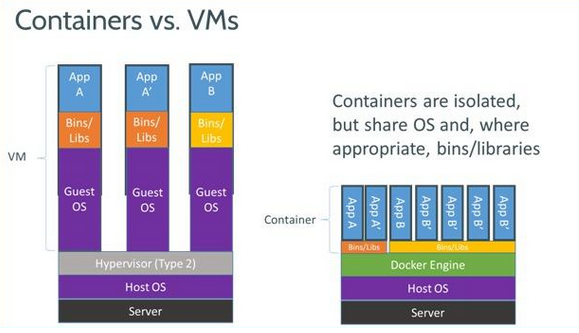 Containers vs. VMs
VM
App
A
App
A’
App
B
Bins/
Libs
Bins/
Libs
Bins/
Libs
Guest
OS
Guest
OS
Guest
OS
Hypervisor (Type 2)
Host OS
Server
Containers are isolated,
but share OS and, where
appropriate, bins/libraries
Container
App A
App A’
App B
App B’
App B’
App B’
App B’
Bins/Libs
Bins/Libs
Docker Engine
Host OS
Server